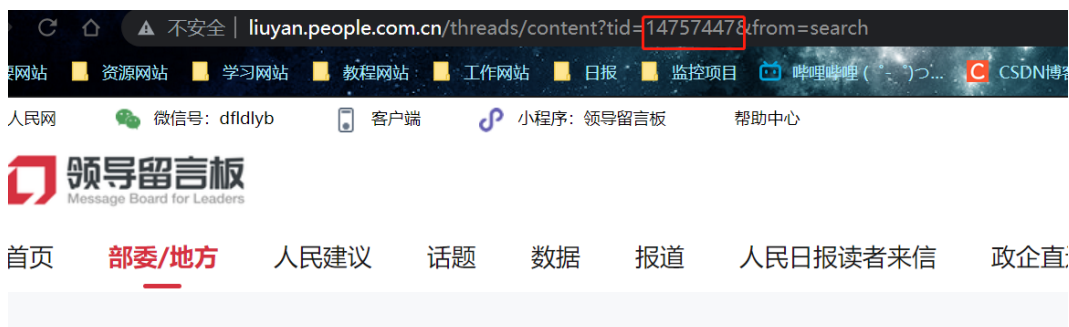 不安全 | liuyan.people.com.cn/threads/content?tid=14757447&from=search
网站 资源网站 学习网站 教程网站 工作网站 日报 监控项目 哔哩哔哩 ( ゜- ゜)つ... CSDN博客
人民网 微信号：dfldlyb 客户端 小程序：领导留言板 帮助中心
领导留言板
Message Board for Leaders
首页 部委/地方 人民建议 话题 数据 报道 人民日报读者来信 政企直